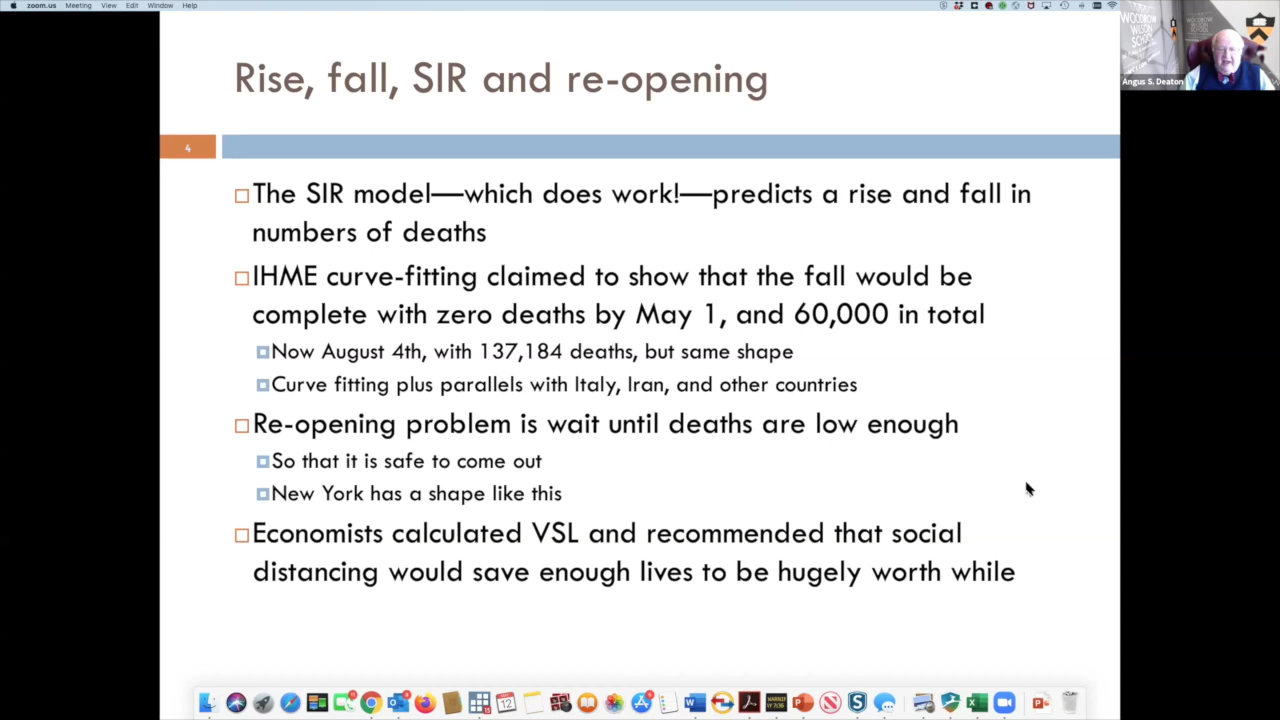 zoom.us Meeting View Edit Window Help
WOODROW
WILSON
SCHOOL
Angus S. Deaton
Rise, fall, SIR and re-opening
4
The SIR model—which does work!—predicts a rise and fall in
numbers of deaths
IHME curve-fitting claimed to show that the fall would be
complete with zero deaths by May 1, and 60,000 in total
Now August 4th, with 137,184 deaths, but same shape
Curve fitting plus parallels with Italy, Iran, and other countries
Re-opening problem is wait until deaths are low enough
So that it is safe to come out
New York has a shape like this
Economists calculated VSL and recommended that social
distancing would save enough lives to be hugely worth while
12